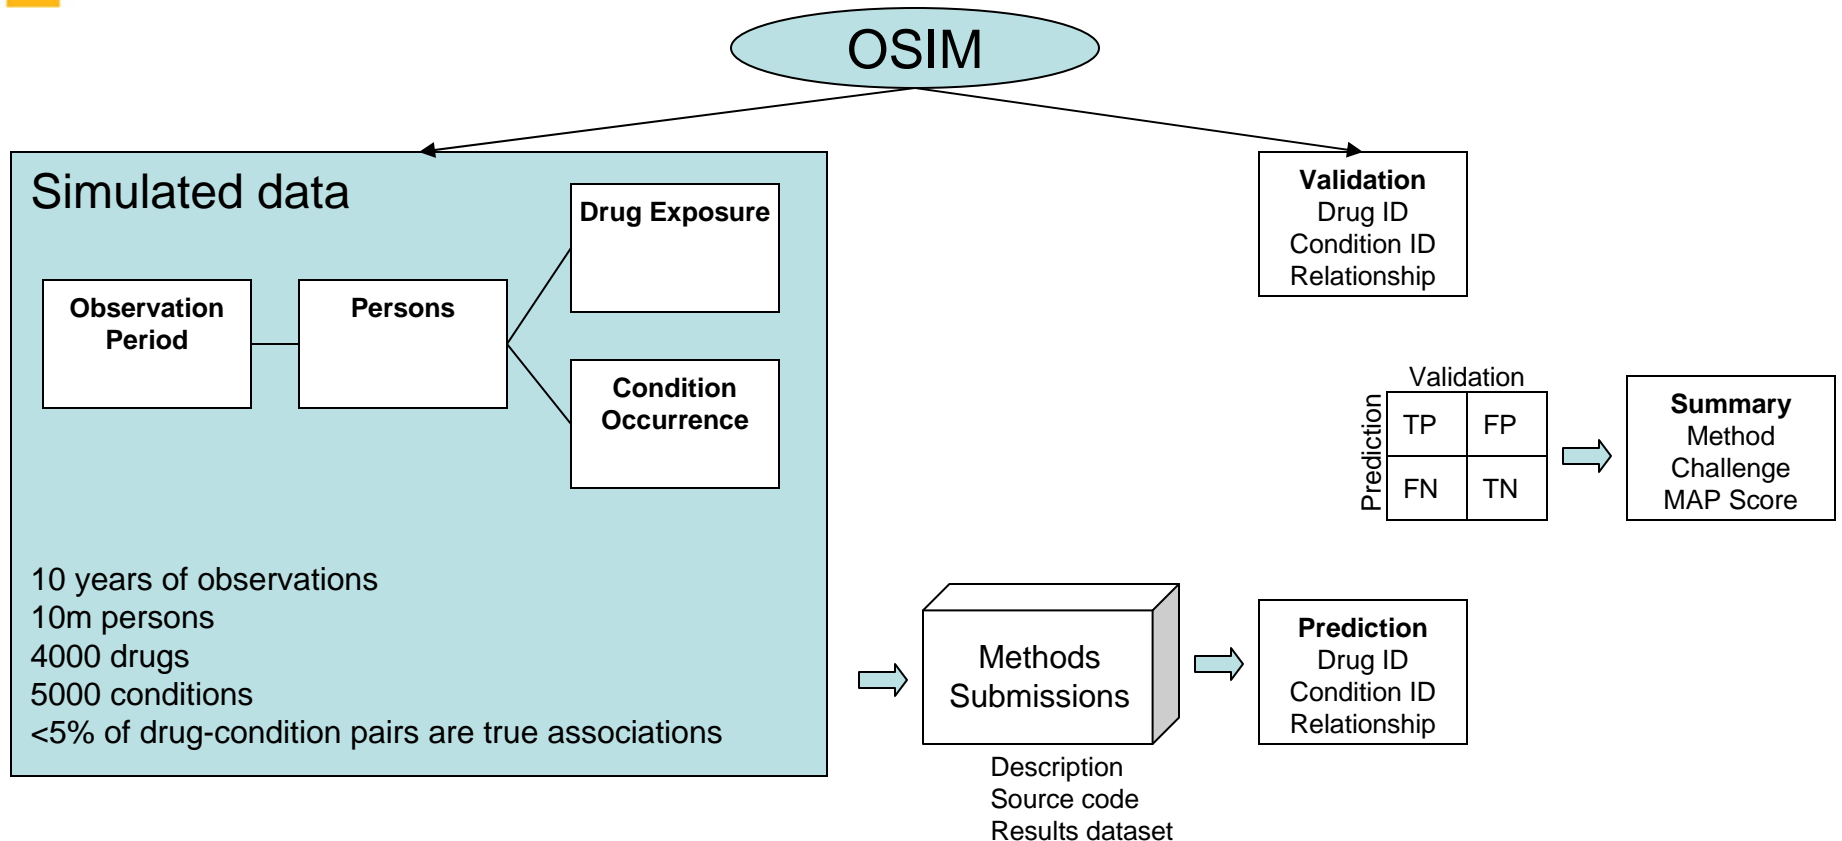 OSIM
Simulated data
Drug Exposure
Observation
Period
Persons
Condition
Occurrence
10 years of observations
10m persons
4000 drugs
5000 conditions
<5% of drug-condition pairs are true associations
Methods
Submissions
Description
Source code
Results dataset
Validation
Drug ID
Condition ID
Relationship
Validation
Prediction
TP FP
FN TN
Summary
Method
Challenge
MAP Score
Prediction
Drug ID
Condition ID
Relationship